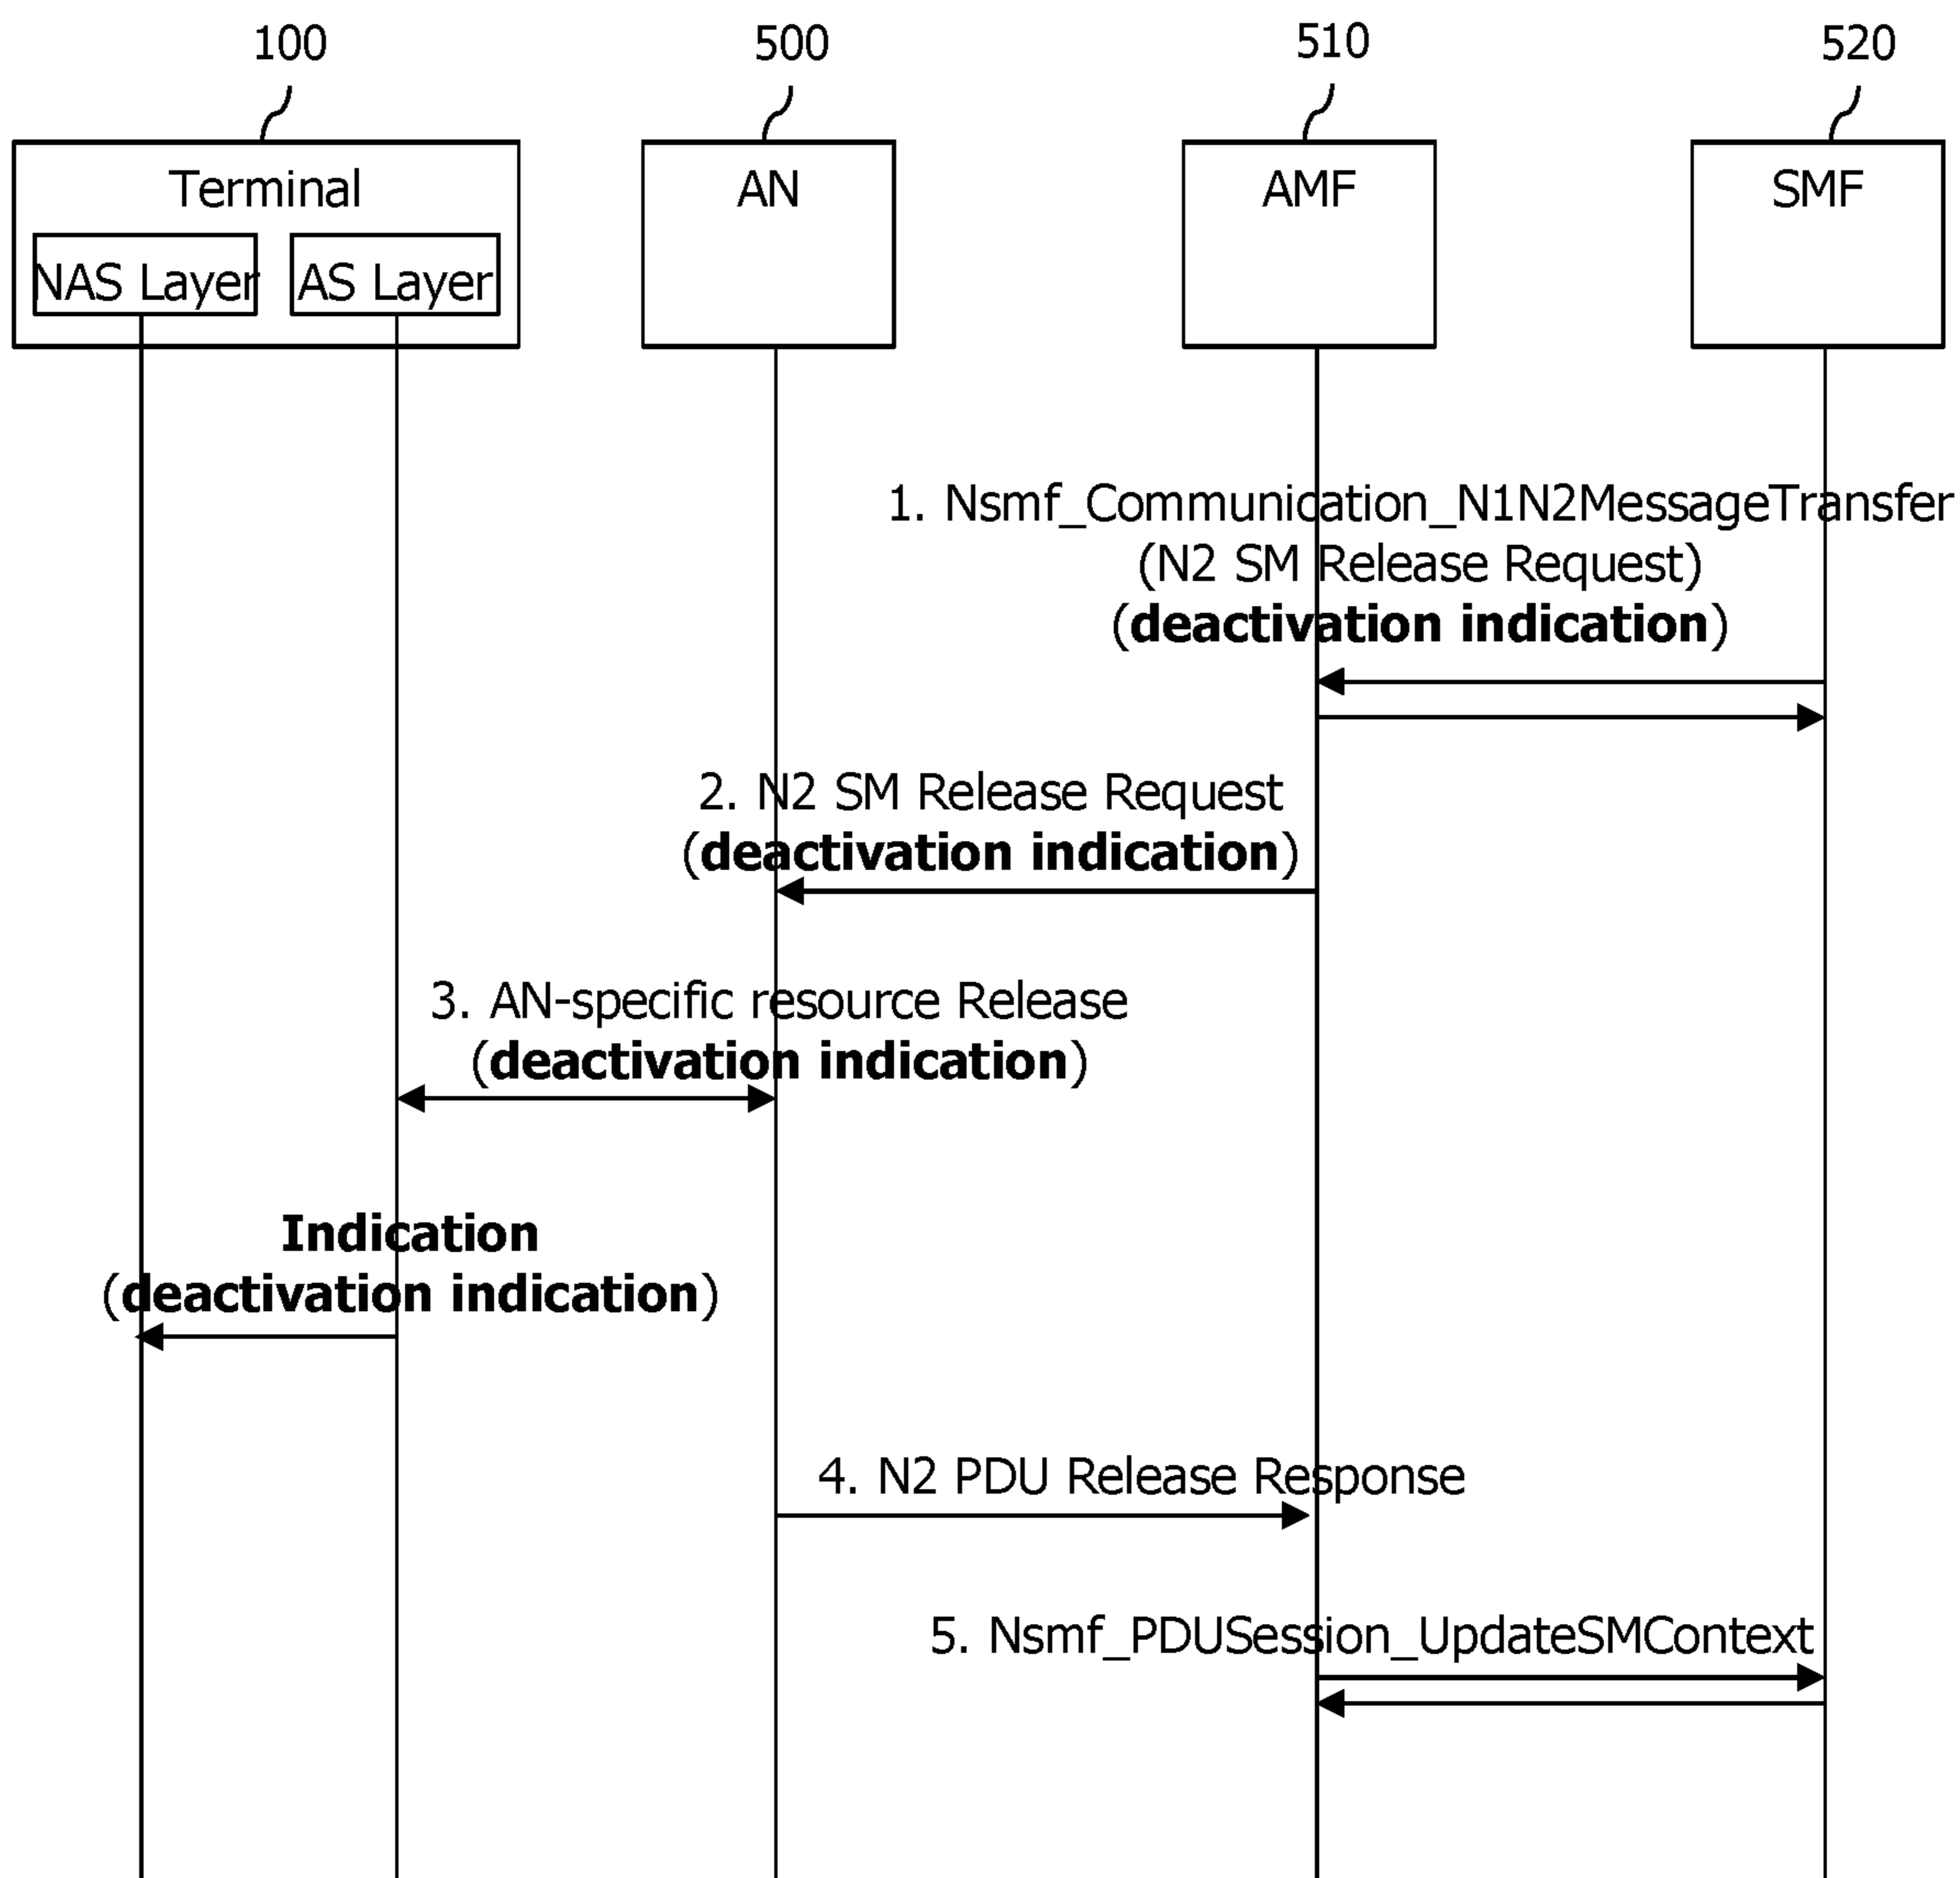 100
500
510
520
Terminal
AN
AMF
SMF
NAS Layer
AS Layer
1. Nsmf_Communication_N1N2MessageTransfer
(N2 SM Release Request)
(deactivation indication)
2. N2 SM Release Request
(deactivation indication)
3. AN-specific resource Release
(deactivation indication)
Indication
(deactivation indication)
4. N2 PDU Release Response
5. Nsmf_PDUSession_UpdateSMContext